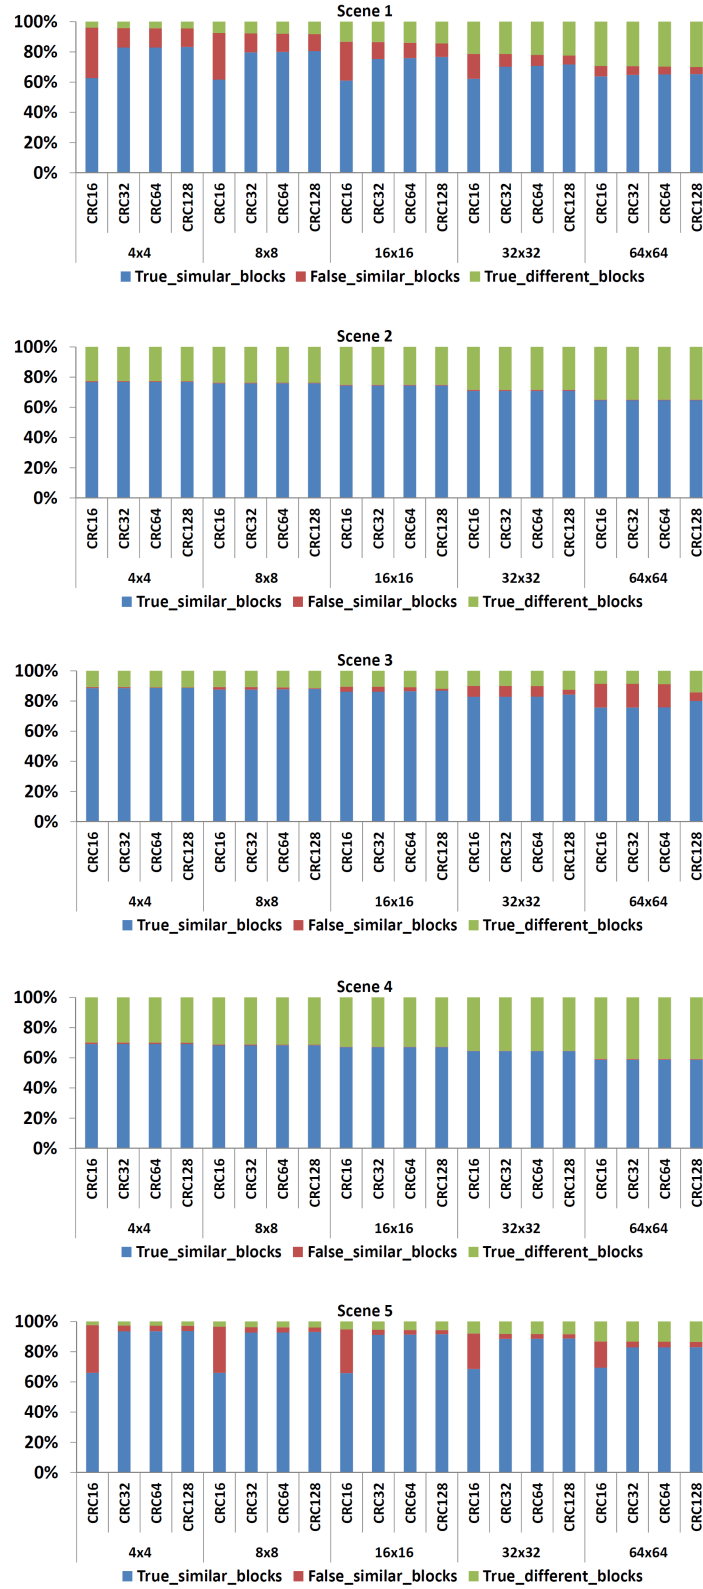 Scene 1
100%
80%
60%
40%
20%
0%
CRC16 CRC32 CRC64 CRC128 CRC16 CRC32 CRC64 CRC128 CRC16 CRC32 CRC64 CRC128 CRC16 CRC32 CRC64 CRC128 CRC16 CRC32 CRC64 CRC128
4x4 8x8 16x16 32x32 64x64
True_simular_blocks False_similar_blocks True_different_blocks
Scene 2
100%
80%
60%
40%
20%
0%
CRC16 CRC32 CRC64 CRC128 CRC16 CRC32 CRC64 CRC128 CRC16 CRC32 CRC64 CRC128 CRC16 CRC32 CRC64 CRC128 CRC16 CRC32 CRC64 CRC128
4x4 8x8 16x16 32x32 64x64
True_similar_blocks False_similar_blocks True_different_blocks
Scene 3
100%
80%
60%
40%
20%
0%
CRC16 CRC32 CRC64 CRC128 CRC16 CRC32 CRC64 CRC128 CRC16 CRC32 CRC64 CRC128 CRC16 CRC32 CRC64 CRC128 CRC16 CRC32 CRC64 CRC128
4x4 8x8 16x16 32x32 64x64
True_similar_blocks False_similar_blocks True_different_blocks
Scene 4
100%
80%
60%
40%
20%
0%
CRC16 CRC32 CRC64 CRC128 CRC16 CRC32 CRC64 CRC128 CRC16 CRC32 CRC64 CRC128 CRC16 CRC32 CRC64 CRC128 CRC16 CRC32 CRC64 CRC128
4x4 8x8 16x16 32x32 64x64
True_similar_blocks False_similar_blocks True_different_blocks
Scene 5
100%
80%
60%
40%
20%
0%
CRC16 CRC32 CRC64 CRC128 CRC16 CRC32 CRC64 CRC128 CRC16 CRC32 CRC64 CRC128 CRC16 CRC32 CRC64 CRC128 CRC16 CRC32 CRC64 CRC128
4x4 8x8 16x16 32x32 64x64
True_similar_blocks False_similar_blocks True_different_blocks